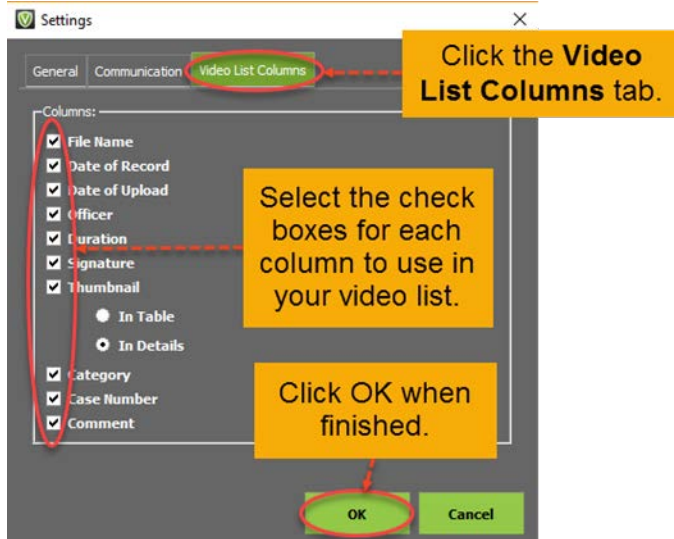 Settings
General Communication Video List Columns
Click the Video
List Columns tab.
Columns:
File Name
Date of Record
Date of Upload
Officer
Duration
Signature
Thumbnail
In Table
In Details
Category
Case Number
Comment
Select the check
boxes for each
column to use in
your video list.
Click OK when
finished.
OK Cancel